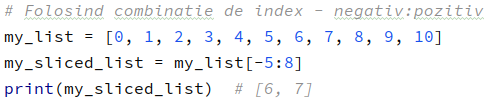 # Folosind combinatie de index - negativ:pozitiv
my_list = [0, 1, 2, 3, 4, 5, 6, 7, 8, 9, 10]
my_sliced_list = my_list[-5:8]
print(my_sliced_list)  # [6, 7]